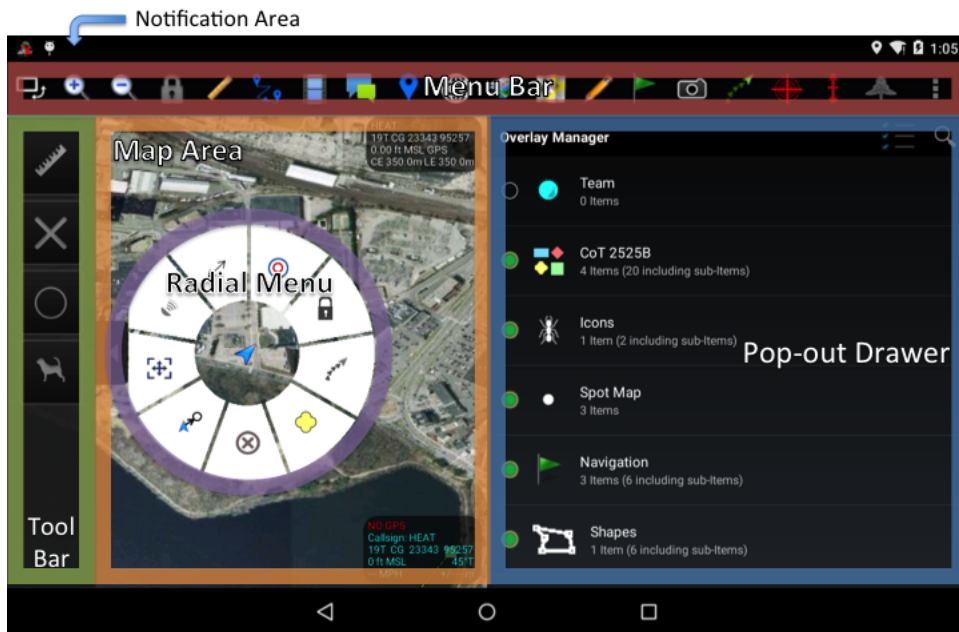 Notification Area
1:05
Menu Bar
Map Area
HEAT
19T CG 23343 95257
0.00 ft MSL GPS
CE 350 0m LE 350 0m
Radial Menu
NO GPS
Callsign: HEAT
19T CG 23343 95257
0 ft MSL 45°T
MPH
Tool
Bar
Overlay Manager
Team
0 Items
CoT 2525B
4 Items (20 including sub-Items)
Icons
1 Item (2 including sub-Items)
Pop-out Drawer
Spot Map
3 Items
Navigation
3 Items (6 including sub-Items)
Shapes
1 Item (6 including sub-Items)